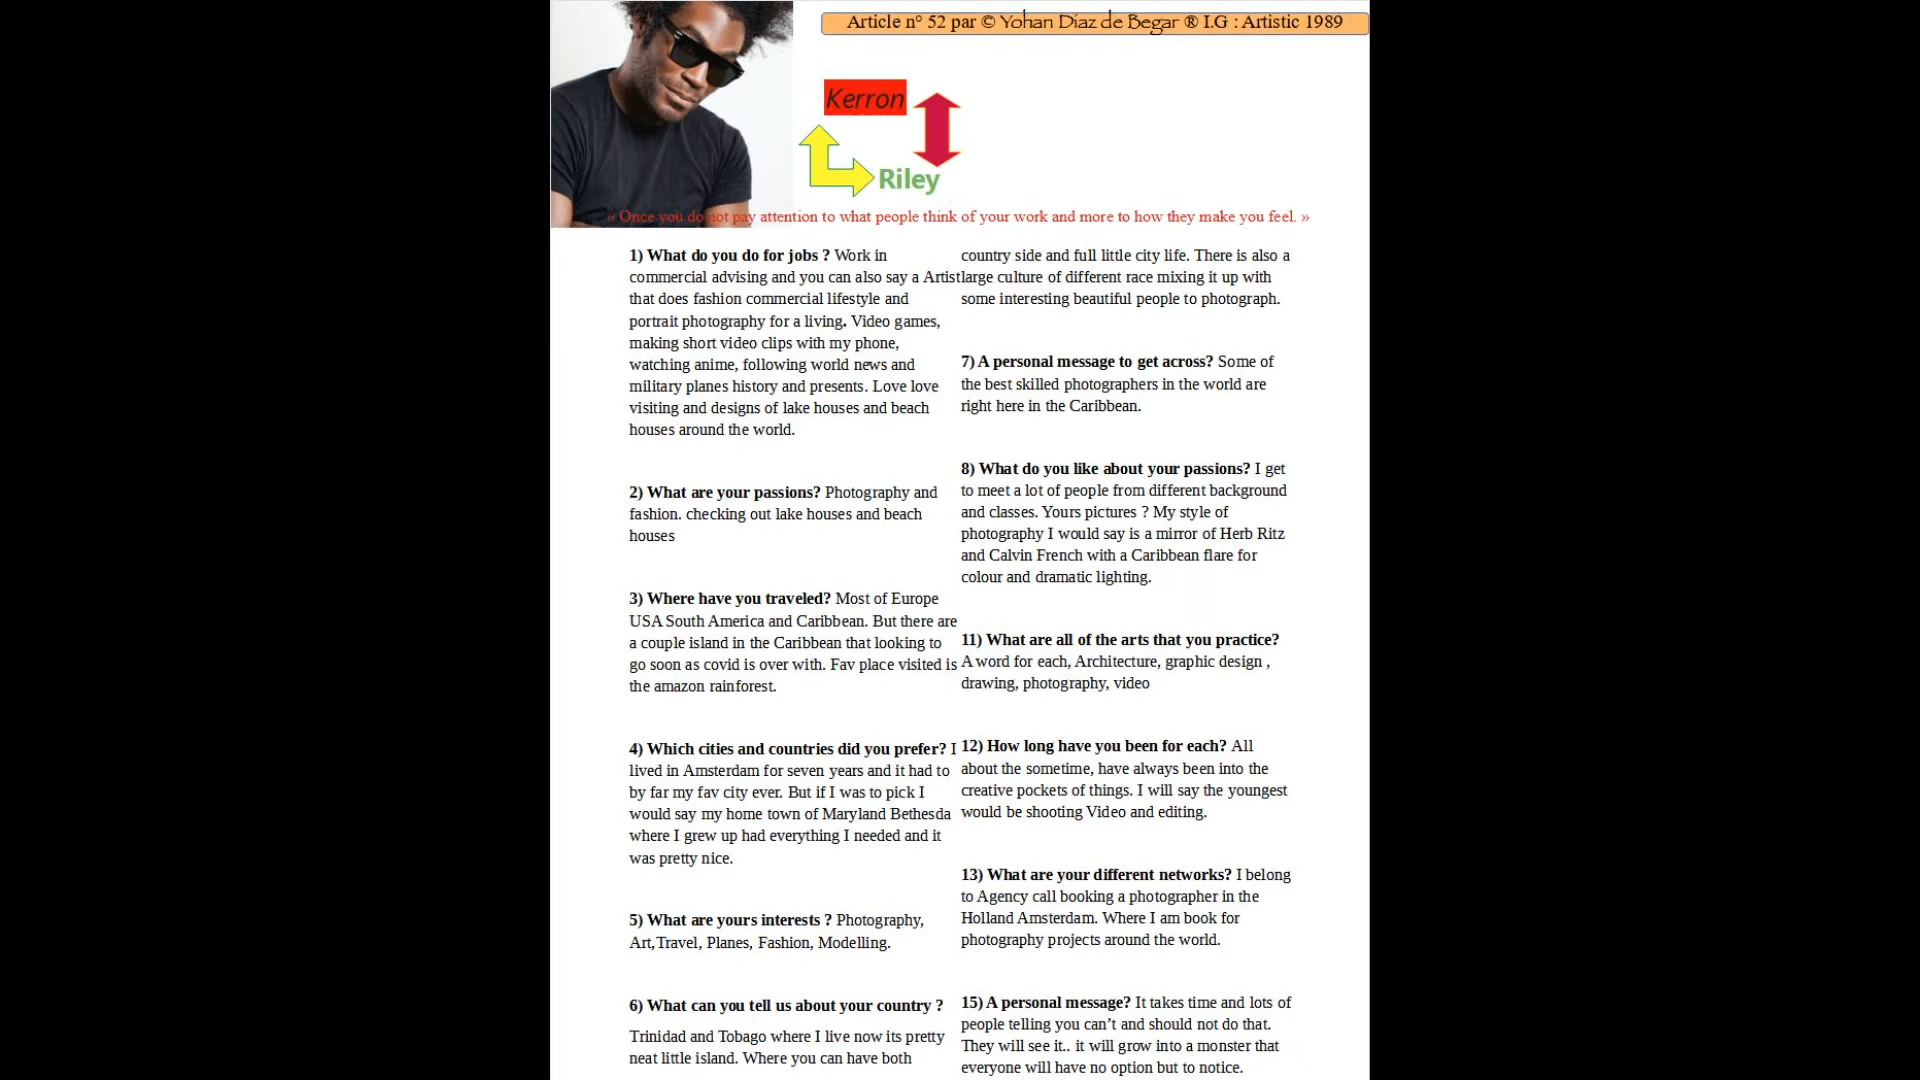 Article n° 52 par © Yohan Díaz de Begar ® I.G : Artistic 1989
Kerron
Riley
« Once you do not pay attention to what people think of your work and more to how they make you feel. »
1) What do you do for jobs ? Work in
commercial advising and you can also say a Artist
that does fashion commercial lifestyle and
portrait photography for a living. Video games,
making short video clips with my phone,
watching anime, following world news and
military planes history and presents. Love love
visiting and designs of lake houses and beach
houses around the world.
2) What are your passions? Photography and
fashion. checking out lake houses and beach
houses
3) Where have you traveled? Most of Europe
USA South America and Caribbean. But there are
a couple island in the Caribbean that looking to
go soon as covid is over with. Fav place visited is
the amazon rainforest.
4) Which cities and countries did you prefer? I
lived in Amsterdam for seven years and it had to
by far my fav city ever. But if I was to pick I
would say my home town of Maryland Bethesda
where I grew up had everything I needed and it
was pretty nice.
5) What are yours interests ? Photography,
Art,Travel, Planes, Fashion, Modelling.
6) What can you tell us about your country ?
Trinidad and Tobago where I live now its pretty
neat little island. Where you can have both
country side and full little city life. There is also a
large culture of different race mixing it up with
some interesting beautiful people to photograph.
7) A personal message to get across? Some of
the best skilled photographers in the world are
right here in the Caribbean.
8) What do you like about your passions? I get
to meet a lot of people from different background
and classes. Yours pictures ? My style of
photography I would say is a mirror of Herb Ritz
and Calvin French with a Caribbean flare for
colour and dramatic lighting.
11) What are all of the arts that you practice?
A word for each, Architecture, graphic design ,
drawing, photography, video
12) How long have you been for each? All
about the sometime, have always been into the
creative pockets of things. I will say the youngest
would be shooting Video and editing.
13) What are your different networks? I belong
to Agency call booking a photographer in the
Holland Amsterdam. Where I am book for
photography projects around the world.
15) A personal message? It takes time and lots of
people telling you can’t and should not do that.
They will see it.. it will grow into a monster that
everyone will have no option but to notice.